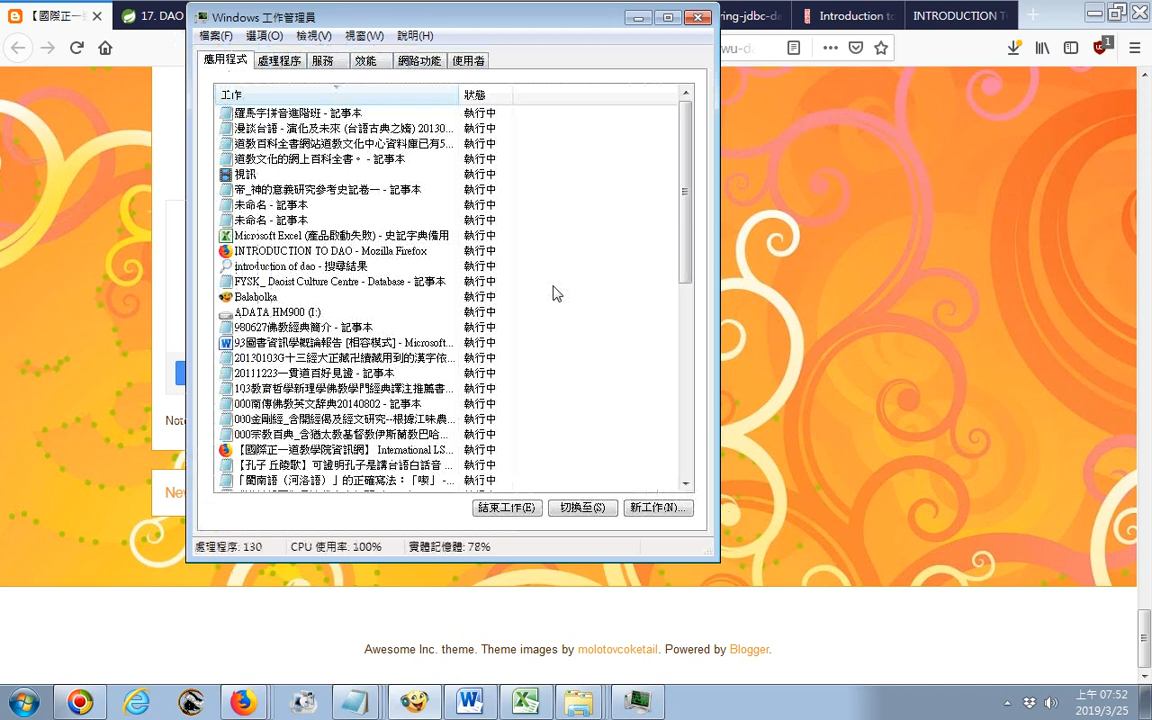 【國際正一
17. DAO
ring-jdbc-da
Introduction to
INTRODUCTION T
wu-d
1
Windows 工作管理員
檔案(F) 選項(O) 檢視(V) 視窗(W) 說明(H)
應用程式 處理程序 服務 效能 網路功能 使用者
工作 狀態
羅馬字拼音進階班 - 記事本 執行中
漫談台語 - 演化及未來 (台語古典之嬌) 20130... 執行中
道教百科全書網站道教文化中心資料庫已有5... 執行中
道教文化的網上百科全書。 - 記事本 執行中
視訊 執行中
帝_神的意義研究參考史記卷一 - 記事本 執行中
未命名 - 記事本 執行中
未命名 - 記事本 執行中
Microsoft Excel (產品啟動失敗) - 史記字典備用 執行中
INTRODUCTION TO DAO - Mozilla Firefox 執行中
introduction of dao - 搜尋結果 執行中
FYSK_ Daoist Culture Centre - Database - 記事本 執行中
Balabolka 執行中
ADATA HM900 (I:) 執行中
980627佛教經典簡介 - 記事本 執行中
93圖書資訊學概論報告 [相容模式] - Microsoft... 執行中
20130103G十三經大正藏卍續藏用到的漢字依... 執行中
20111223一貫道百好見證 - 記事本 執行中
103教育哲學新理學佛教學門經典譯注推薦書... 執行中
000南傳佛教英文辞典20140802 - 記事本 執行中
000金剛經_含開經偈及經文研究--根據江味農... 執行中
000宗教百典_含猶太教基督教伊斯蘭教巴哈... 執行中
【國際正一道教學院資訊網】 International LS... 執行中
【孔子 丘陵歌】可證明孔子是講台語白話音 ... 執行中
「閩南語（河洛語）」的正確寫法：「喫」 -... 執行中
結束工作(E) 切換至(S) 新工作(N)...
處理程序: 130 CPU 使用率: 100% 實體記憶體: 78%
Note
New
Awesome Inc. theme. Theme images by molotovcoketail. Powered by Blogger.
上午 07:52
2019/3/25